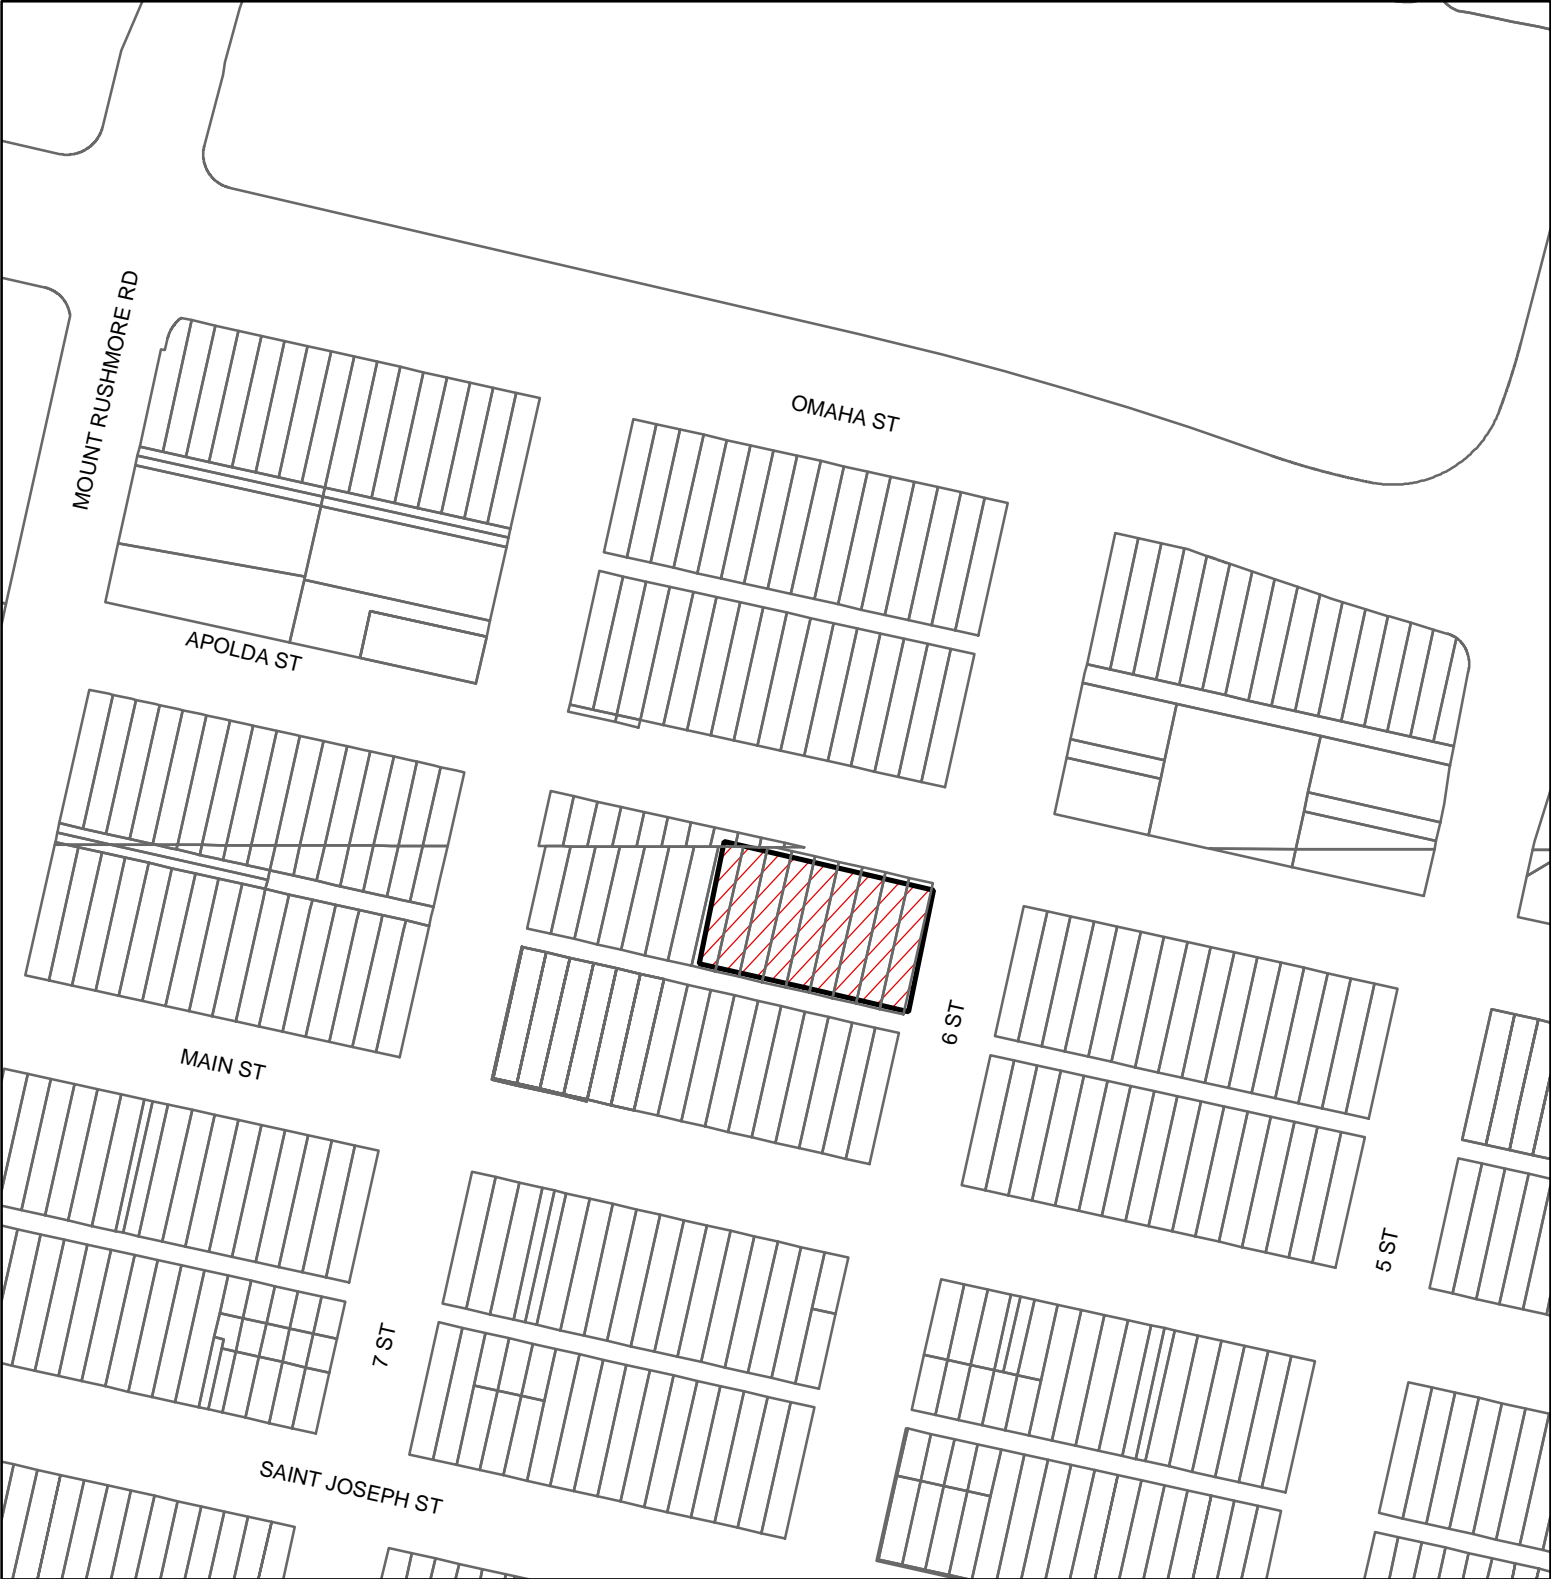 MOUNT RUSHMORE RD
OMAHA ST
APOLDA ST
6 ST
MAIN ST
5 ST
7 ST
SAINT JOSEPH ST